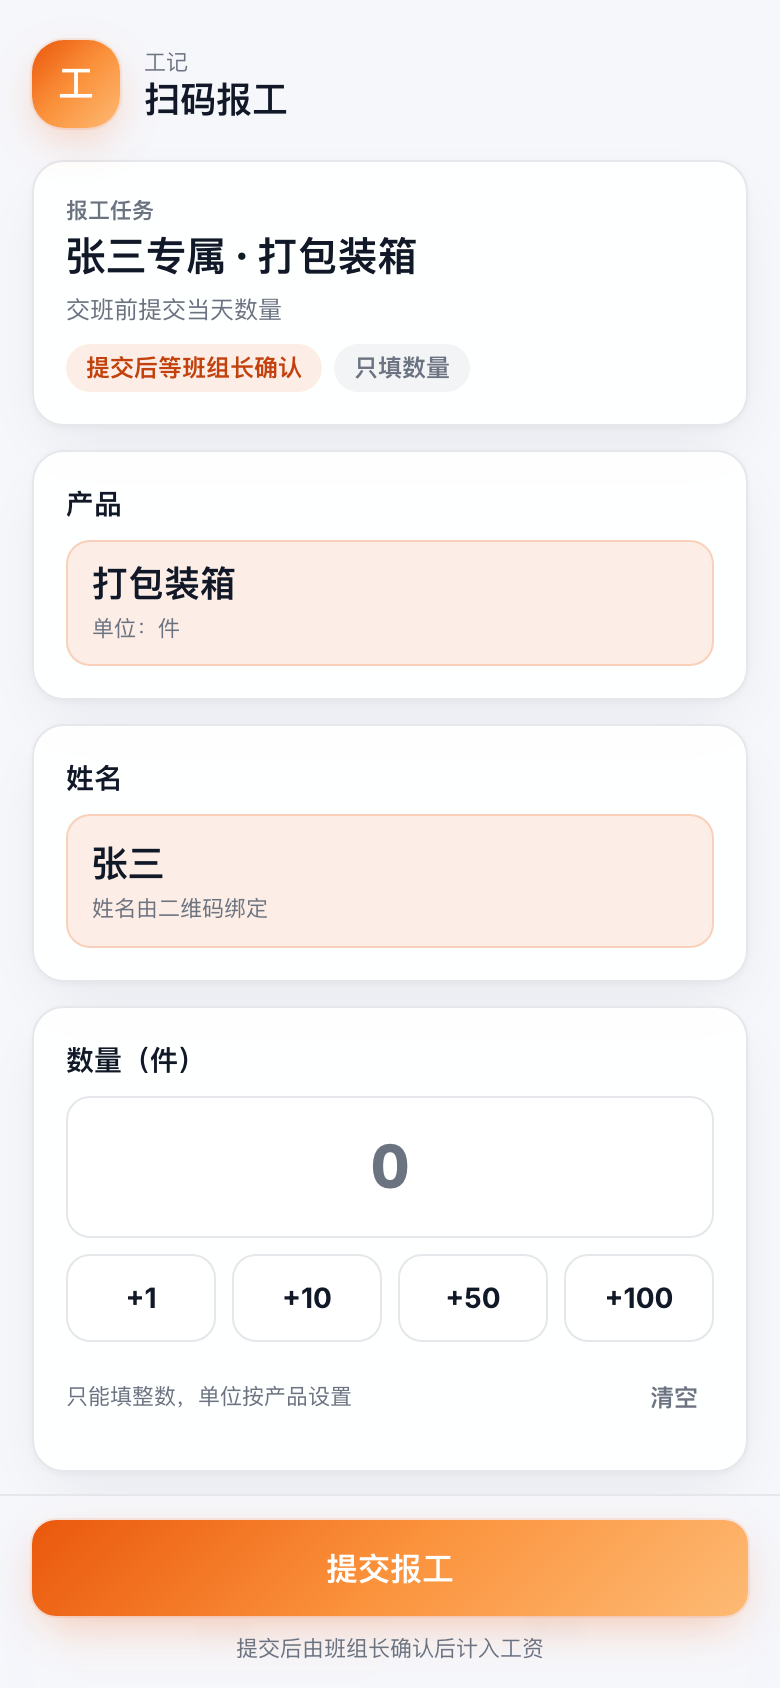 工
工记
扫码报工
报工任务
张三专属 · 打包装箱
交班前提交当天数量
提交后等班组长确认
只填数量
产品
打包装箱
单位：件
姓名
张三
姓名由二维码绑定
数量（件）
0
+1
+10
+50
+100
只能填整数，单位按产品设置
清空
提交报工
提交后由班组长确认后计入工资